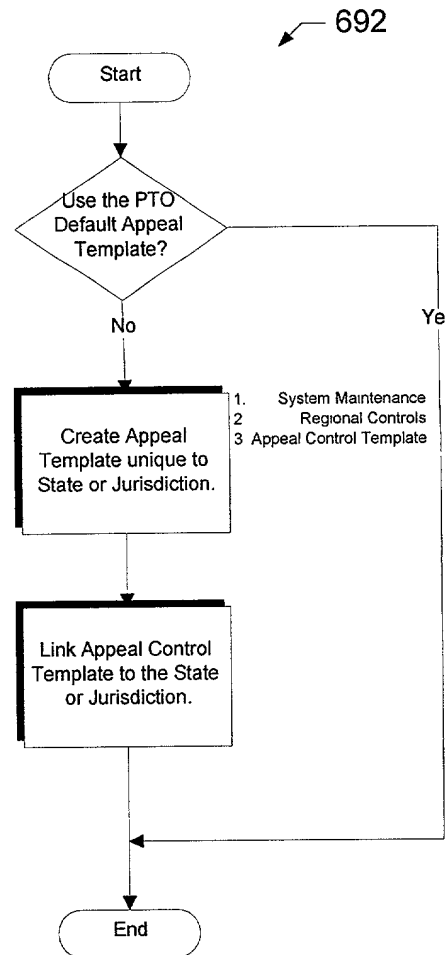 692
Start
Use the PTO
Default Appeal
Template?
No
Ye
1. System Maintenance
2 Regional Controls
3 Appeal Control Template
Create Appeal
Template unique to
State or Jurisdiction.
Link Appeal Control
Template to the State
or Jurisdiction.
End